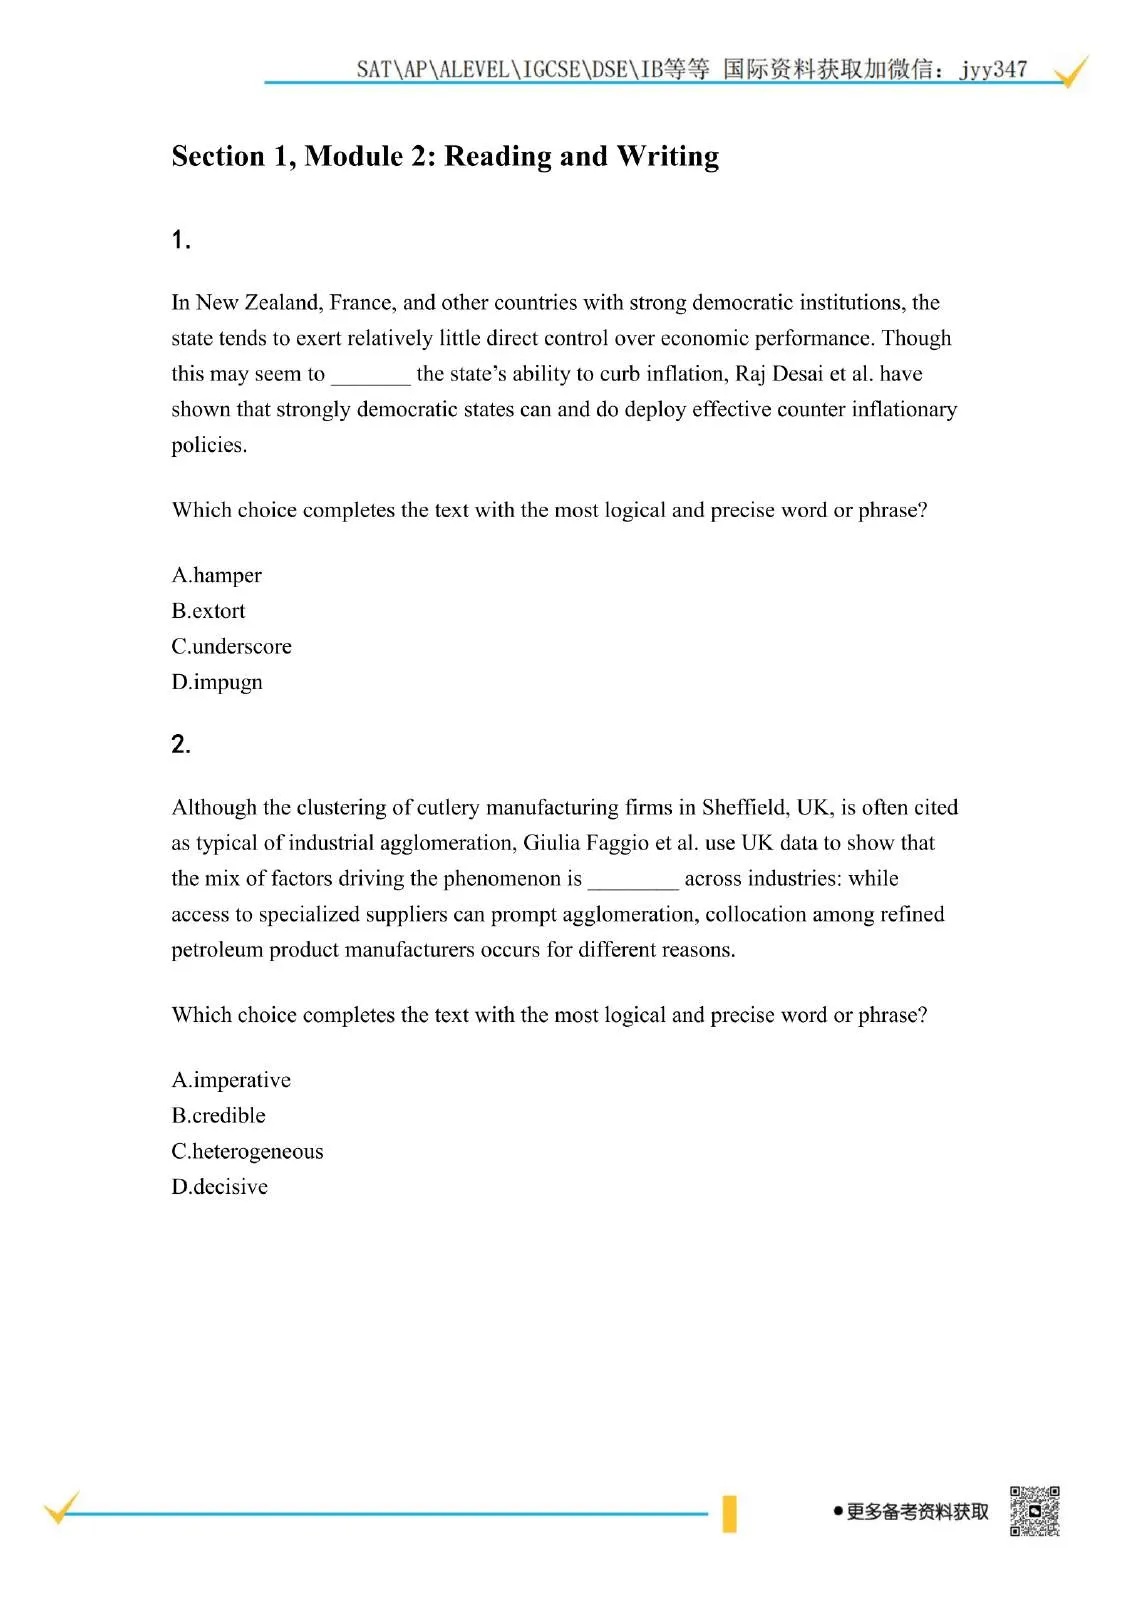 SAT\AP\ALEVEL\IGCSE\DSE\IB等等 国际资料获取加微信：jyy347
Section 1, Module 2: Reading and Writing
1.
In New Zealand, France, and other countries with strong democratic institutions, the
state tends to exert relatively little direct control over economic performance. Though
this may seem to _______ the state’s ability to curb inflation, Raj Desai et al. have
shown that strongly democratic states can and do deploy effective counter inflationary
policies.
Which choice completes the text with the most logical and precise word or phrase?
A.hamper
B.extort
C.underscore
D.impugn
2.
Although the clustering of cutlery manufacturing firms in Sheffield, UK, is often cited
as typical of industrial agglomeration, Giulia Faggio et al. use UK data to show that
the mix of factors driving the phenomenon is ________ across industries: while
access to specialized suppliers can prompt agglomeration, collocation among refined
petroleum product manufacturers occurs for different reasons.
Which choice completes the text with the most logical and precise word or phrase?
A.imperative
B.credible
C.heterogeneous
D.decisive
●更多备考资料获取